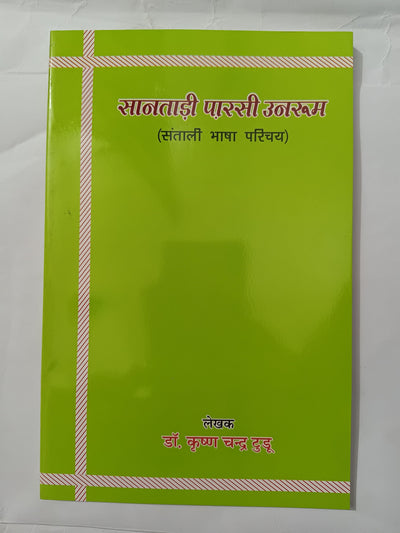 सानताड़ी पा़रसी उनरूम
(संताली भाषा परिचय)
लेखक
डॉ. कृष्ण चन्द्र टुडू